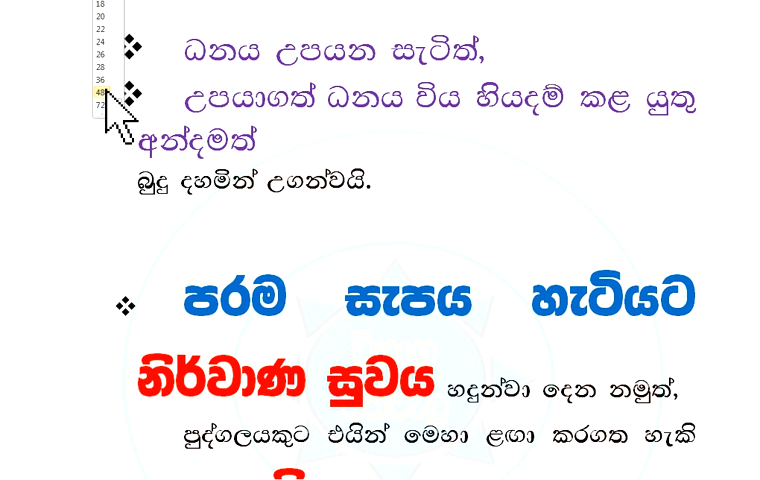 18
20
22
24
26
28
36
48
72
❖ ධනය උපයන සැටිත්,
❖ උපයාගත් ධනය විය හියදම් කළ යුතු
අන්දමත්
බුදු දහමින් උගන්වයි.
❖ පරම සැපය හැටියට
නිර්වාණ සුවය හඳුන්වා දෙන නමුත්,
පුද්ගලයකුට එයින් මෙහා ළඟා කරගත හැකි